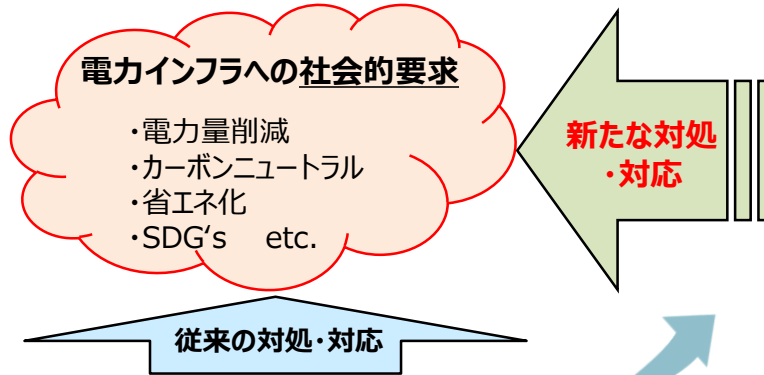 電力インフラへの社会的要求
・電力量削減
・カーボンニュートラル
・省エネ化
・SDG‘s　etc.
新たな対処
・対応
従来の対処・対応